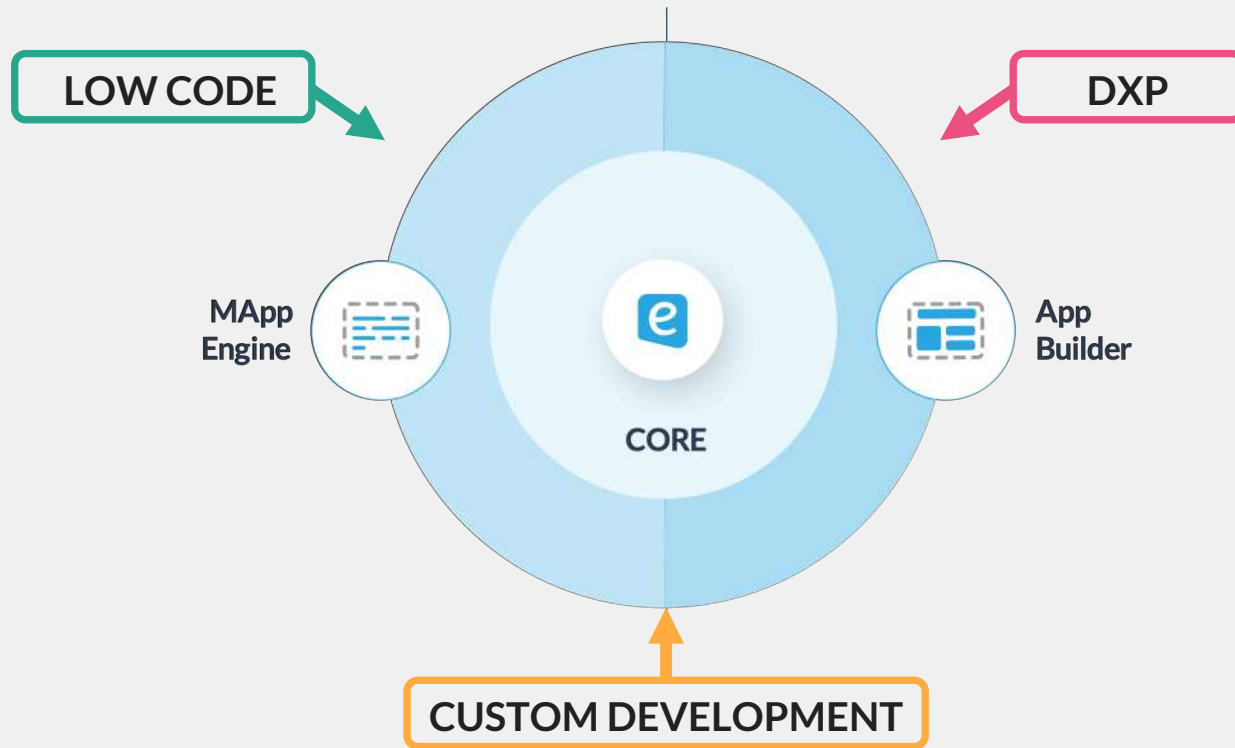 LOW CODE
DXP
MApp
Engine
e
CORE
App
Builder
CUSTOM DEVELOPMENT